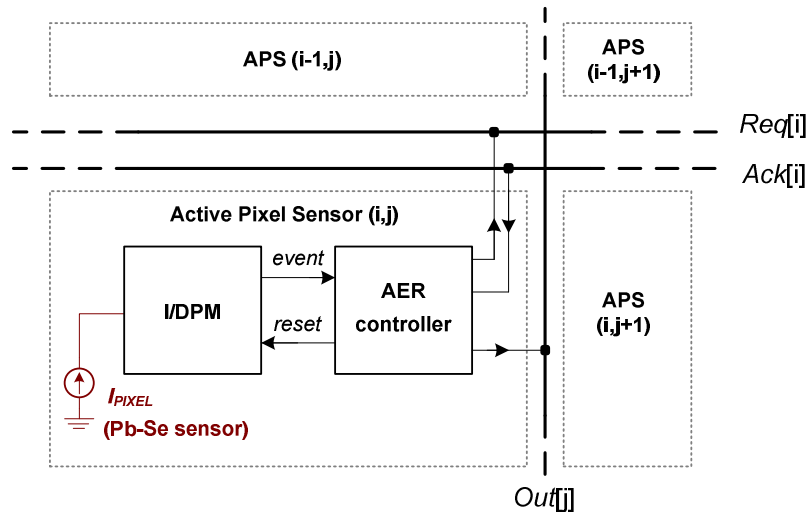 APS (i-1,j)
APS
(i-1,j+1)
Req[i]
Ack[i]
Active Pixel Sensor (i,j)
event
I/DPM
AER
controller
reset
APS
(i,j+1)
IPIXEL
(Pb-Se sensor)
Out[j]